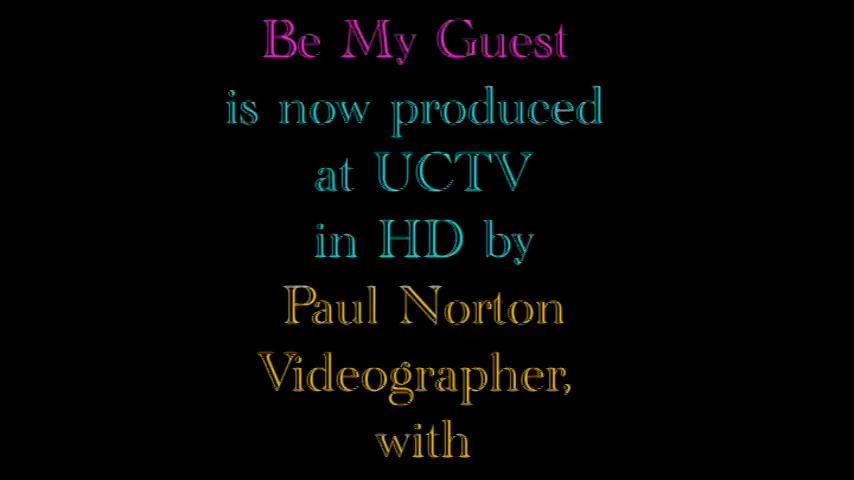 Be My Guest
is now produced
at UCTV
in HD by
Paul Norton
Videographer,
with